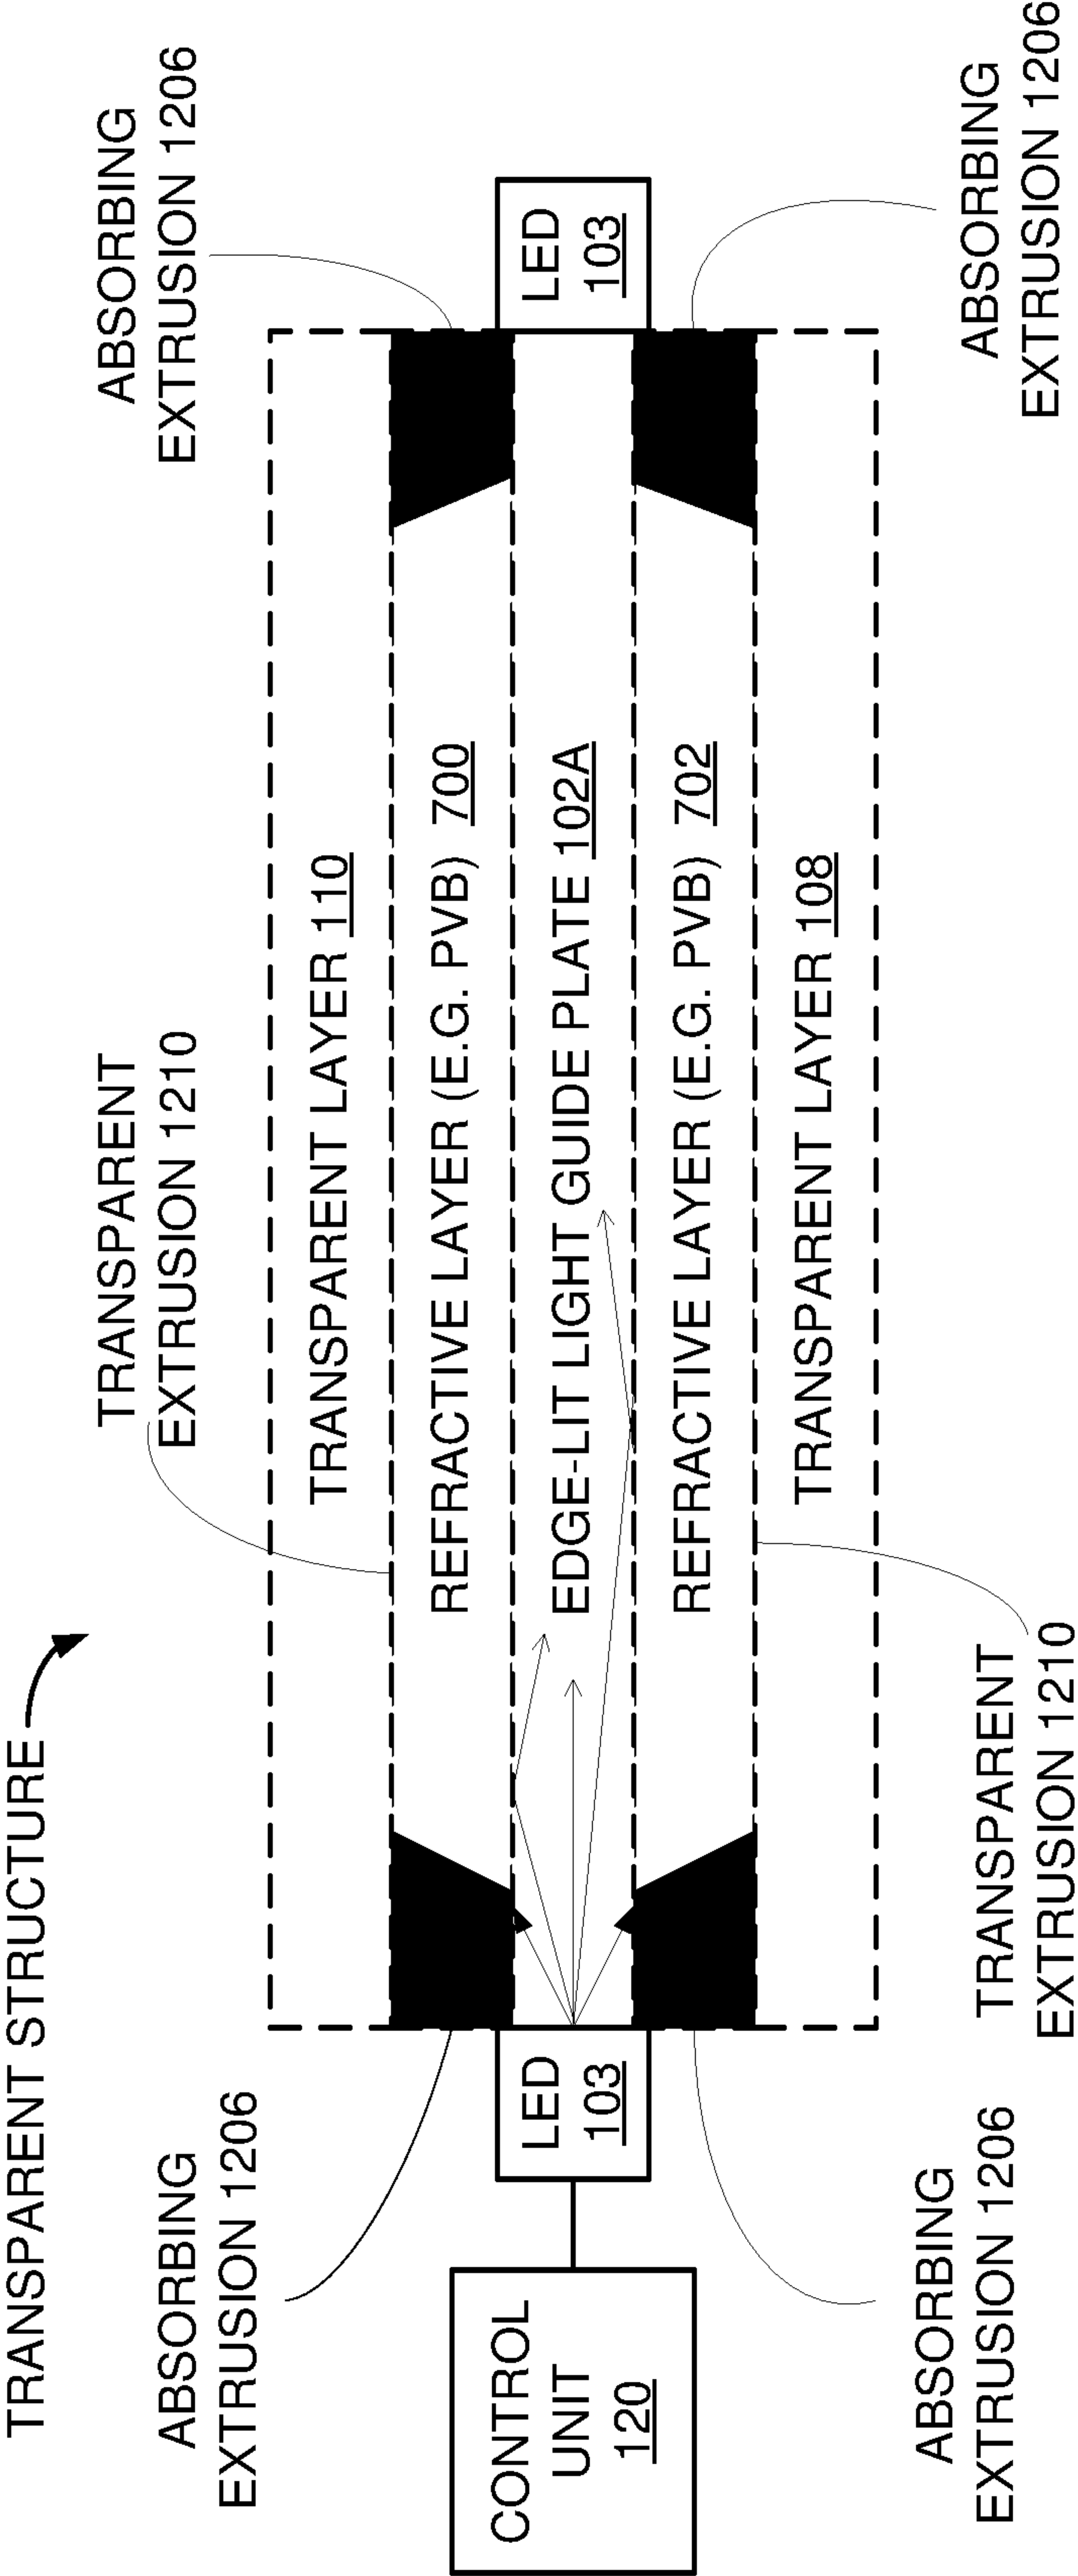 TRANSPARENT STRUCTURE
ABSORBING
EXTRUSION 1206
TRANSPARENT
EXTRUSION 1210
ABSORBING
EXTRUSION 1206
TRANSPARENT LAYER 110
REFRACTIVE LAYER (E.G. PVB) 700
CONTROL
UNIT
120
LED
103
EDGE-LIT LIGHT GUIDE PLATE 102A
LED
103
REFRACTIVE LAYER (E.G. PVB) 702
TRANSPARENT LAYER 108
ABSORBING
EXTRUSION 1206
TRANSPARENT
EXTRUSION 1210
ABSORBING
EXTRUSION 1206